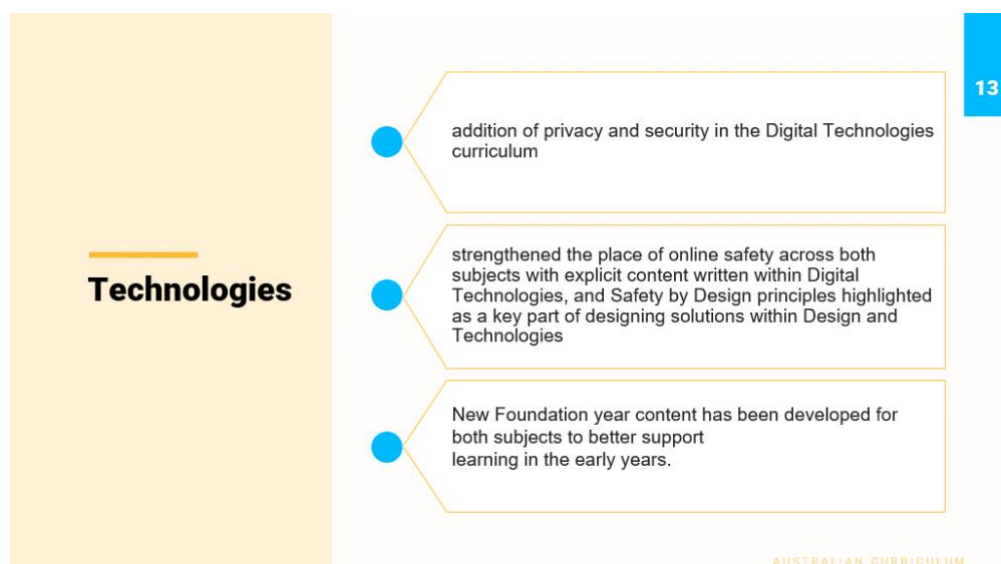 13
addition of privacy and security in the Digital Technologies
curriculum
Technologies
strengthened the place of online safety across both
subjects with explicit content written within Digital
Technologies, and Safety by Design principles highlighted
as a key part of designing solutions within Design and
Technologies
New Foundation year content has been developed for
both subjects to better support
learning in the early years.
AUSTRALIAN CURRICULUM